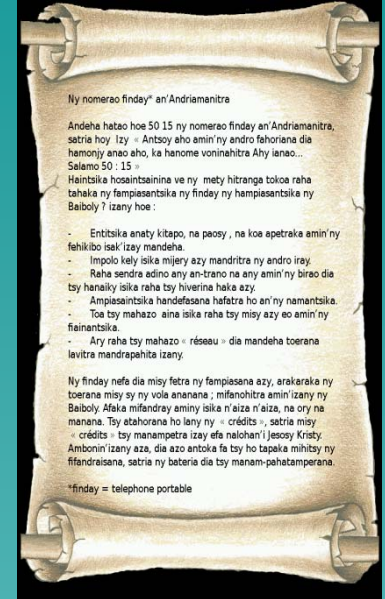 Ny nomerao finday* an'Andriamanitra
Andeha hatao hoe 50 15 ny nomerao finday an'Andriamanitra,
satria hoy Izy « Antsoy aho amin'ny andro fahoriana dia
hamonjy anao aho, ka hanome voninahitra Ahy ianao...
Salamo 50 : 15 »
Haintsika hosaintsainina ve ny mety hitranga tokoa raha
tahaka ny fampiasantsika ny finday ny hampiasantsika ny
Baiboly ? izany hoe :
- Entitsika anaty kitapo, na paosy , na koa apetraka amin'ny
fehikibo isak'izay mandeha.
- Impolo kely isika mijery azy mandritra ny andro iray.
- Raha sendra adino any an-trano na any amin'ny birao dia
tsy hanaiky isika raha tsy hiverina haka azy.
- Ampiasaintsika handefasana hafatra ho an'ny namantsika.
- Toa tsy mahazo aina isika raha tsy misy azy eo amin'ny
fiainantsika.
- Ary raha tsy mahazo « réseau » dia mandeha toerana
lavitra mandrapahita izany.
Ny finday nefa dia misy fetra ny fampiasana azy, arakaraka ny
toerana misy sy ny vola ananana ; mifanohitra amin'izany ny
Baiboly. Afaka mifandray aminy isika n'aiza n'aiza, na ory na
manana. Tsy atahorana ho lany ny « crédits », satria misy
« crédits » tsy manampetra izay efa nalohan'i Jesosy Kristy.
Ambonin'izany aza, dia azo antoka fa tsy ho tapaka mihitsy ny
fifandraisana, satria ny bateria dia tsy manam-pahatamperana.
*finday = telephone portable